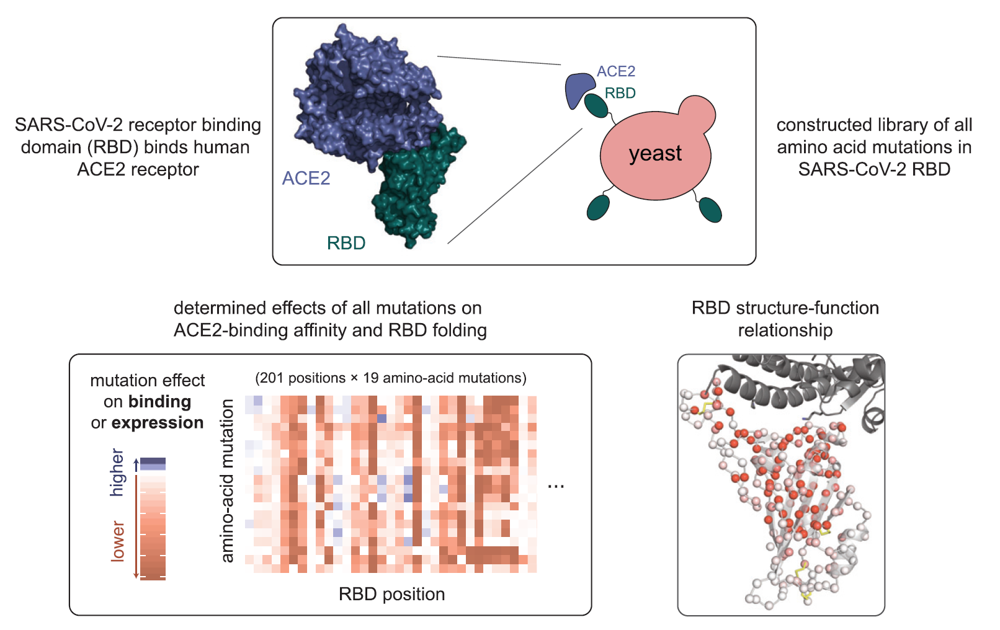 SARS-CoV-2 receptor binding
domain (RBD) binds human
ACE2 receptor
ACE2
RBD
ACE2
RBD
yeast
constructed library of all
amino acid mutations in
SARS-CoV-2 RBD
determined effects of all mutations on
ACE2-binding affinity and RBD folding
mutation effect
on binding
or expression
higher
lower
(201 positions × 19 amino-acid mutations)
amino-acid mutation
...
RBD position
RBD structure-function
relationship